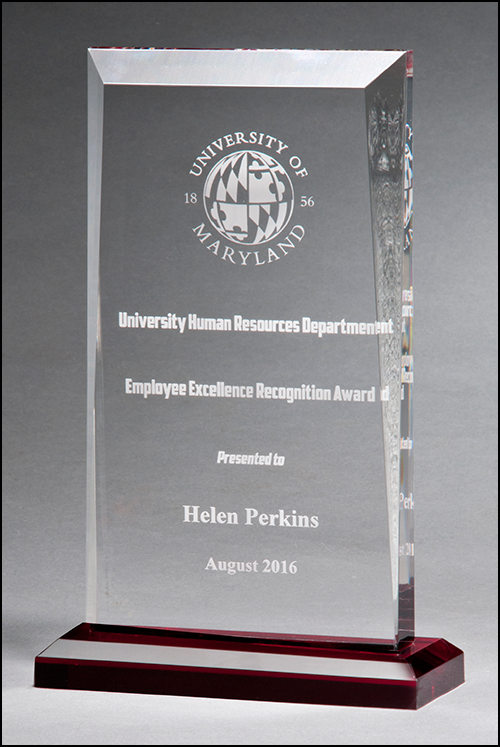 UNIVERSITY OF
18 56
MARYLAND
University Human Resources Department
Employee Excellence Recognition Award
Presented to
Helen Perkins
August 2016